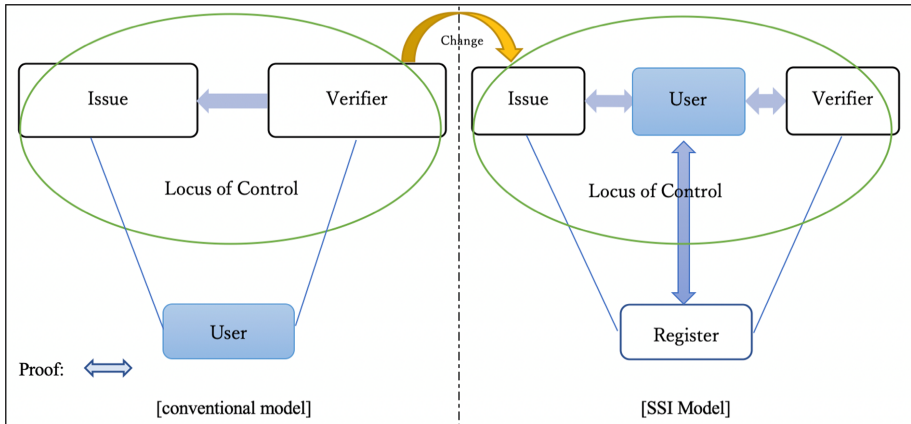 Change
Issue
Verifier
Locus of Control
User
Proof:
[conventional model]
Issue
User
Verifier
Locus of Control
Register
[SSI Model]